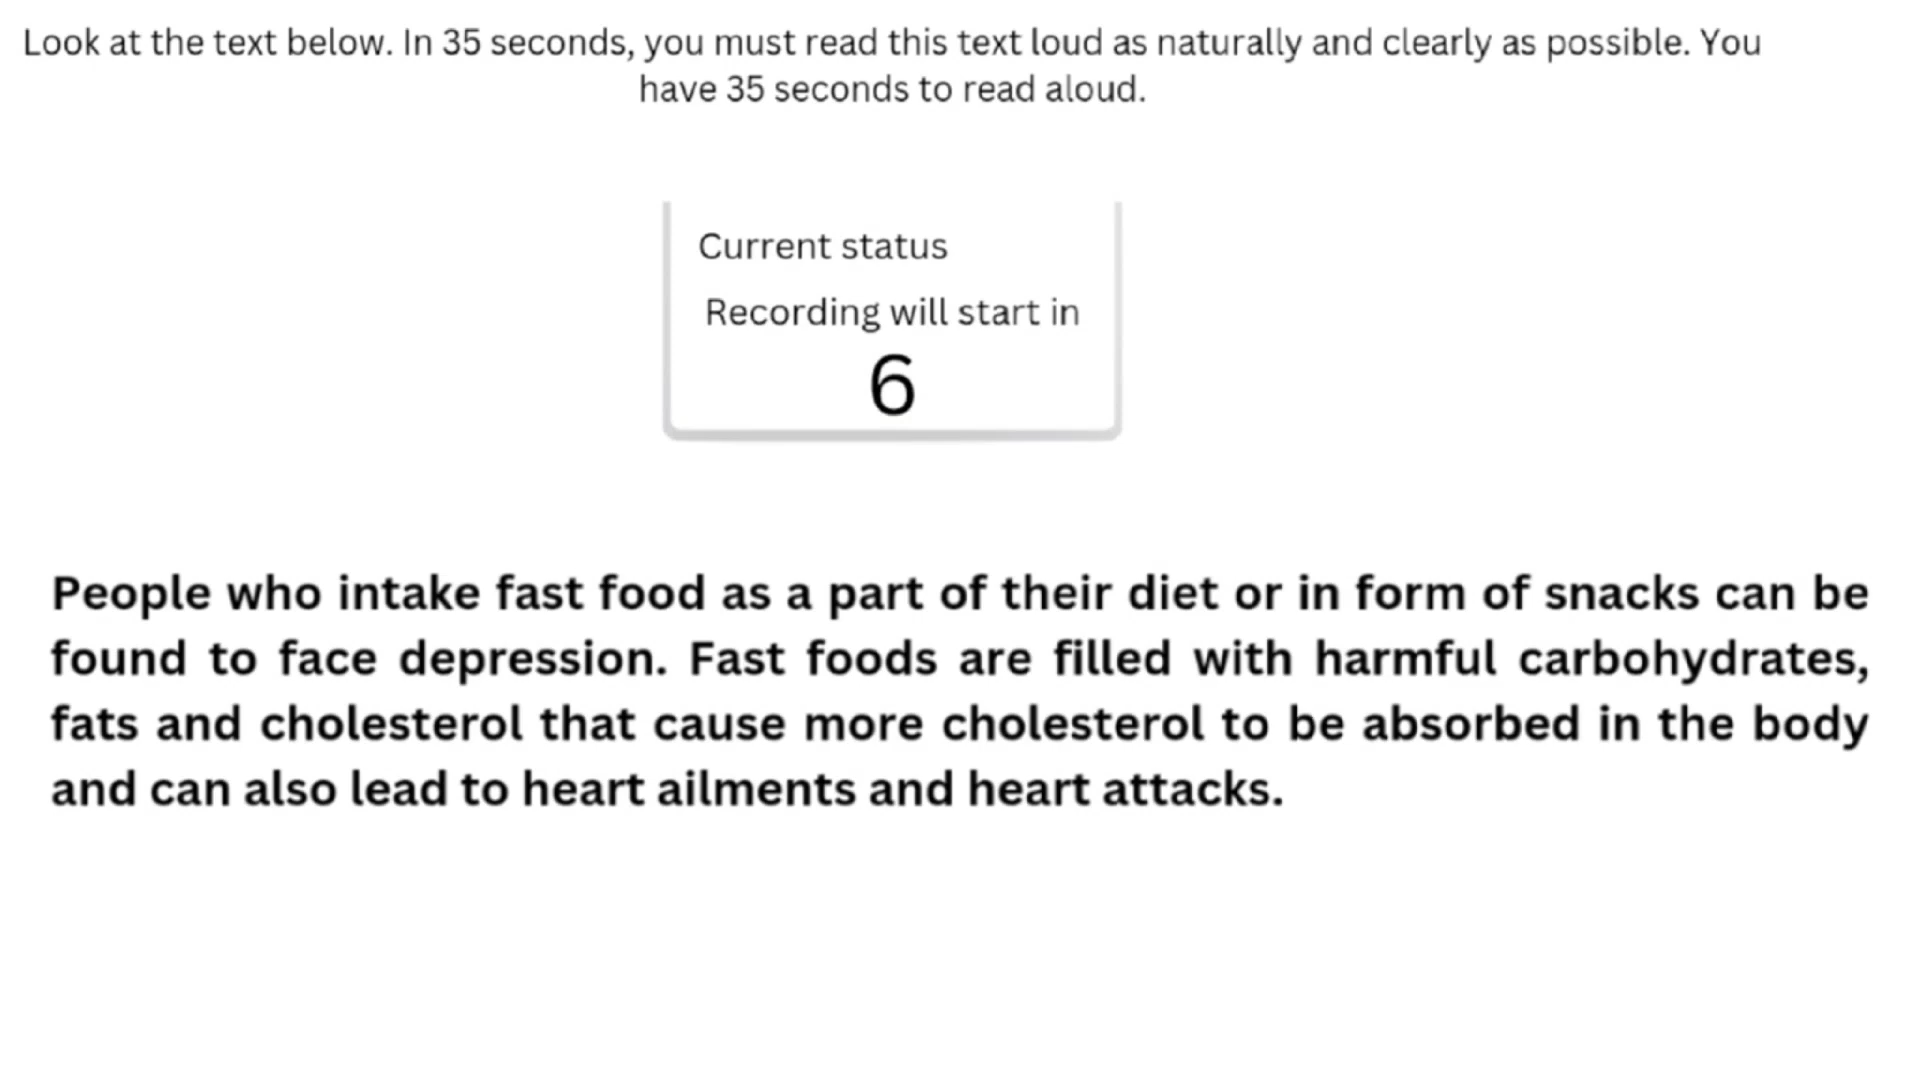 Look at the text below. In 35 seconds, you must read this text loud as naturally and clearly as possible. You
have 35 seconds to read aloud.
Current status
Recording will start in
6
People who intake fast food as a part of their diet or in form of snacks can be
found to face depression. Fast foods are filled with harmful carbohydrates,
fats and cholesterol that cause more cholesterol to be absorbed in the body
and can also lead to heart ailments and heart attacks.